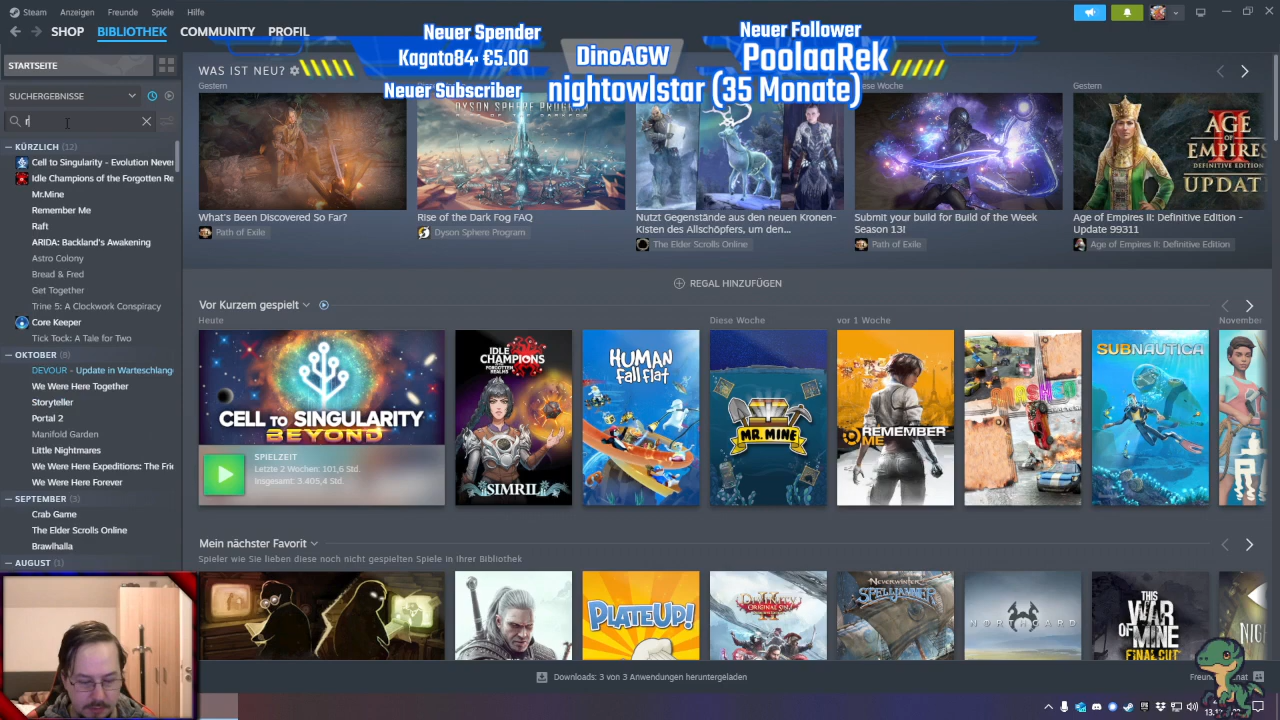 Steam Anzeigen Freunde Spiele Hilfe
SHOP BIBLIOTHEK COMMUNITY PROFIL
Neuer Spender
Kagato84· €5.00
Neuer Subscriber
DinoAGW
nightowlstar (35 Monate)
Neuer Follower
PoolaaRek
STARTSEITE
SUCHERGEBNISSE
r
KÜRZLICH (12)
Cell to Singularity - Evolution Never
Idle Champions of the Forgotten Re
Mr.Mine
Remember Me
Raft
ARIDA: Backland's Awakening
Astro Colony
Bread & Fred
Get Together
Trine 5: A Clockwork Conspiracy
Core Keeper
Tick Tock: A Tale for Two
OKTOBER (8)
DEVOUR - Update in Warteschlang
We Were Here Together
Storyteller
Portal 2
Manifold Garden
Little Nightmares
We Were Here Expeditions: The Frie
We Were Here Forever
SEPTEMBER (3)
Crab Game
The Elder Scrolls Online
Brawlhalla
AUGUST (1)
WAS IST NEU?
Gestern
What's Been Discovered So Far?
Path of Exile
DYSON SPHERE PROGRAM
Rise of the Dark Fog FAQ
Dyson Sphere Program
Nutzt Gegenstände aus den neuen Kronen-
Kisten des Allschöpfers, um den...
The Elder Scrolls Online
ese Woche
Submit your build for Build of the Week
Season 13!
Path of Exile
Gestern
AGE OF
EMPIRES
II
DEFINITIVE EDITION
UPDAT
Age of Empires II: Definitive Edition -
Update 99311
Age of Empires II: Definitive Edition
REGAL HINZUFÜGEN
Vor Kurzem gespielt
Heute
Diese Woche
vor 1 Woche
November
CELL TO SINGULARITY
BEYOND
SPIELZEIT
Letzte 2 Wochen: 101,6 Std.
Insgesamt: 3.405,4 Std.
IDLE
CHAMPIONS
SIMRIL
HUMAN
fall flat
MR. MINE
REMEMBER
ME
SUBNAUTICA
Mein nächster Favorit
Spieler wie Sie lieben diese noch nicht gespielten Spiele in Ihrer Bibliothek
PLATEUP!
DIVINITY
ORIGINAL SIN
NEVERWINTER
SPELLJAMMER
NORTHGARD
THIS
WAR
OF MINE
FINAL CUT
NIG
Downloads: 3 von 3 Anwendungen heruntergeladen